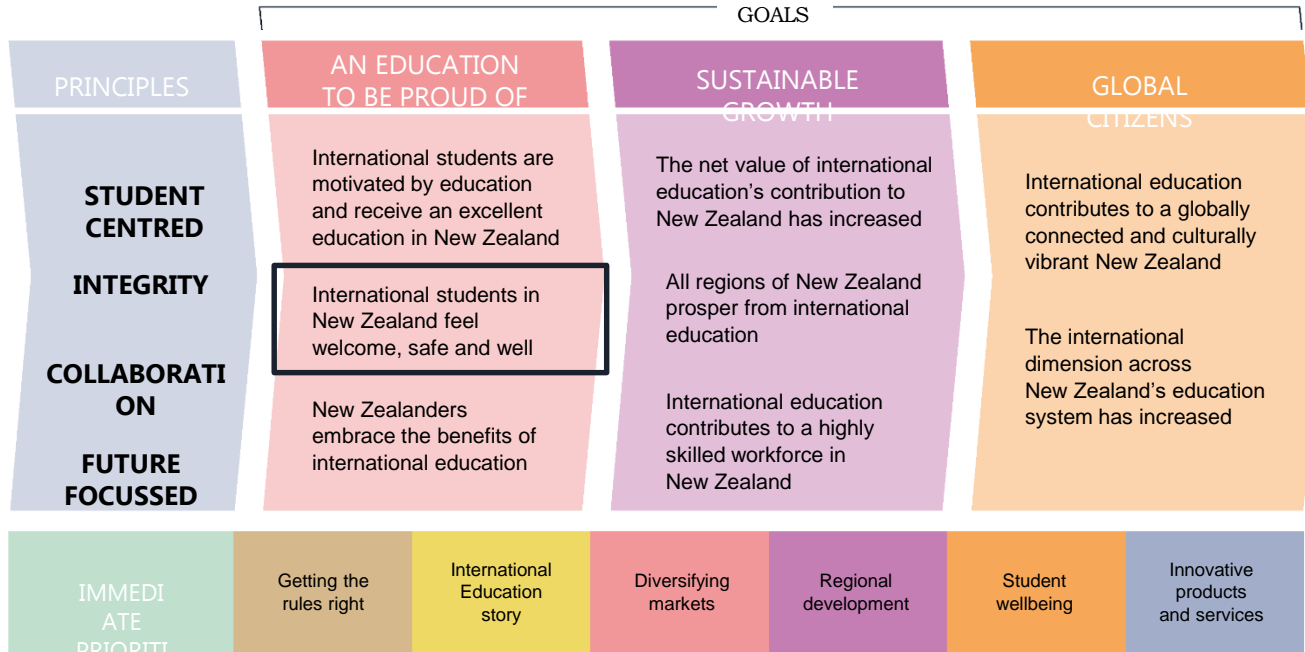 GOALS
PRINCIPLES
STUDENT
CENTRED
INTEGRITY
COLLABORATI
ON
FUTURE
FOCUSSED
AN EDUCATION
TO BE PROUD OF
International students are
motivated by education
and receive an excellent
education in New Zealand
International students in
New Zealand feel
welcome, safe and well
New Zealanders
embrace the benefits of
international education
SUSTAINABLE
GROWTH
The net value of international
education’s contribution to
New Zealand has increased
All regions of New Zealand
prosper from international
education
International education
contributes to a highly
skilled workforce in
New Zealand
GLOBAL
CITIZENS
International education
contributes to a globally
connected and culturally
vibrant New Zealand
The international
dimension across
New Zealand’s education
system has increased
IMMEDI
ATE
PRIORITI
Getting the
rules right
International
Education
story
Diversifying
markets
Regional
development
Student
wellbeing
Innovative
products
and services